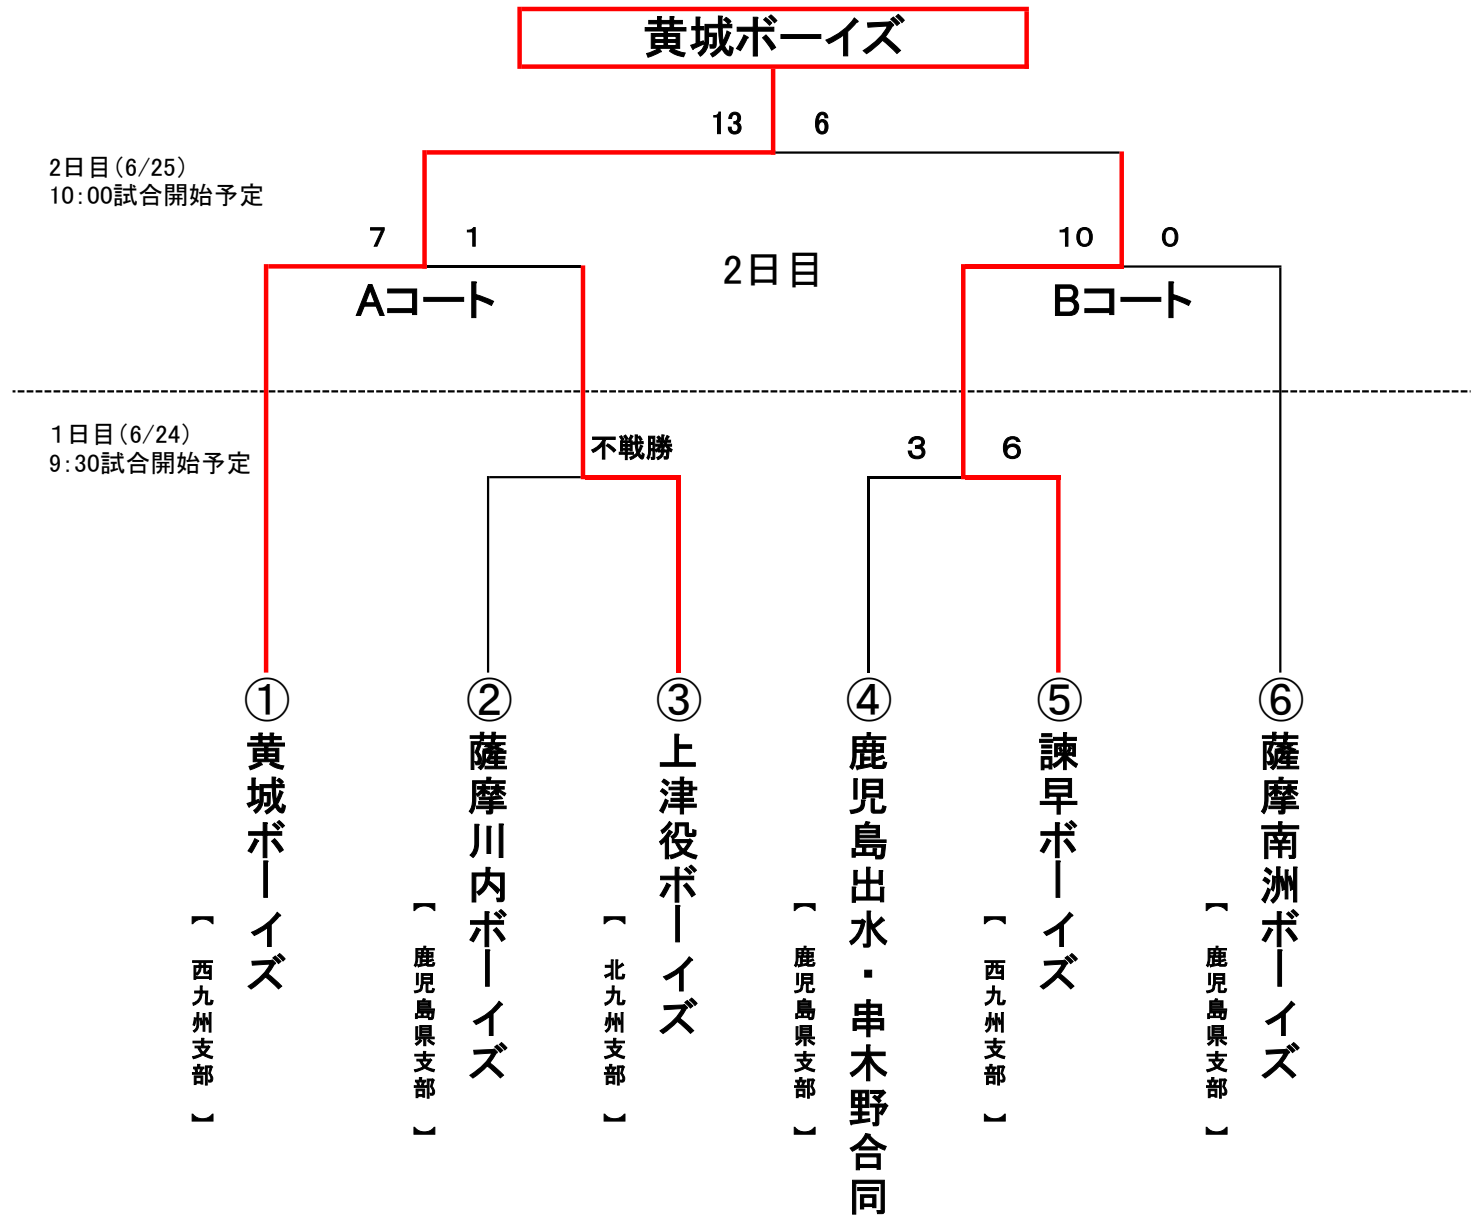 黄城ボーイズ
13 6
2日目(6/25)
10:00試合開始予定
7 1
10 0
2日目
Aコート
Bコート
1日目(6/24)
9:30試合開始予定
不戦勝
3 6
①黄城ボーイズ
【 西九州支部 】
②薩摩川内ボーイズ
【 鹿児島県支部 】
③上津役ボーイズ
【 北九州支部 】
④鹿児島出水・串木野合同
【 鹿児島県支部 】
⑤諫早ボーイズ
【 西九州支部 】
⑥薩摩南洲ボーイズ
【 鹿児島県支部 】